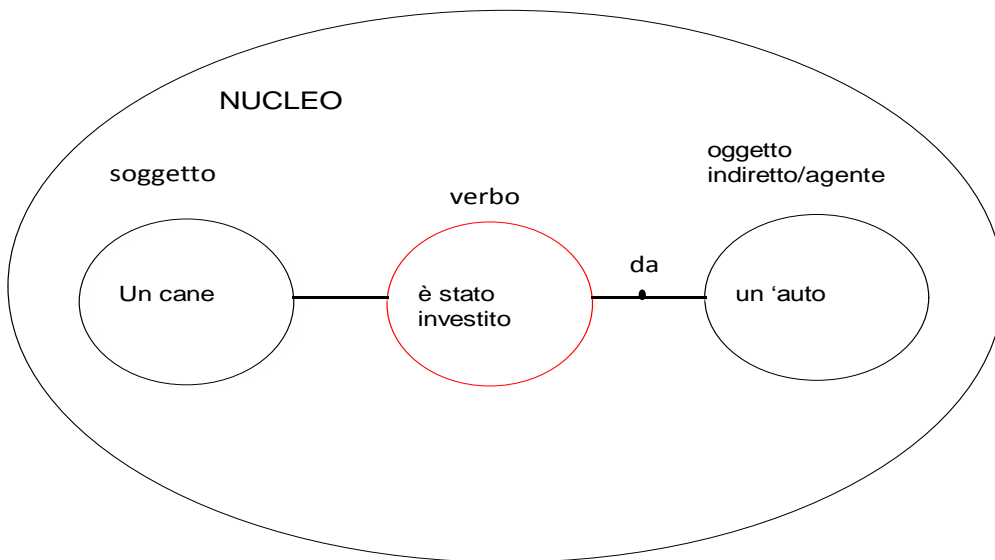 NUCLEO
soggetto
verbo
oggetto
indiretto/agente
Un cane
è stato
investito
da
un ‘auto